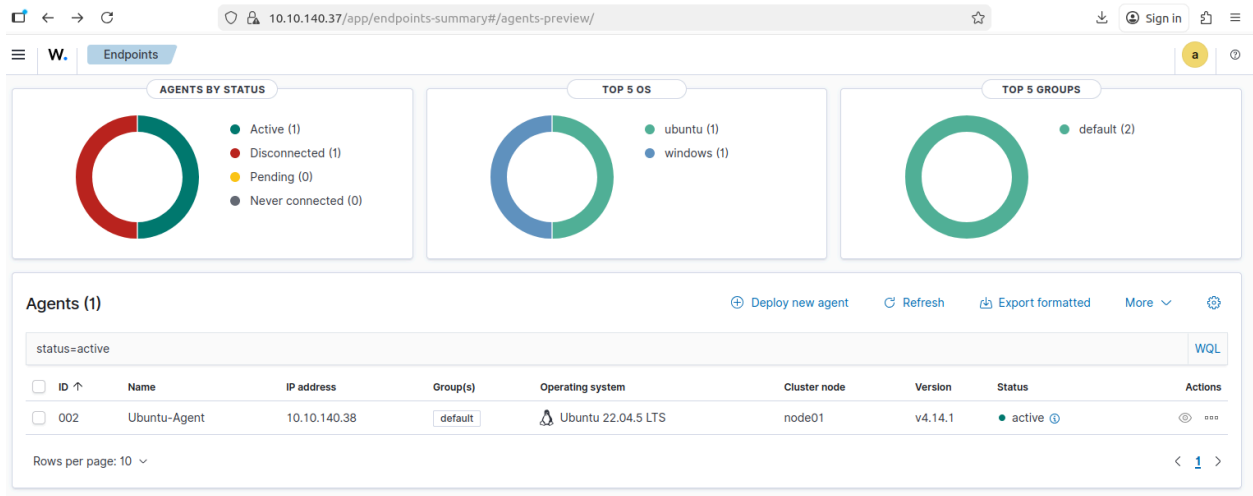 10.10.140.37/app/endpoints-summary#/agents-preview/
Sign in
W. Endpoints
a
AGENTS BY STATUS
Active (1)
Disconnected (1)
Pending (0)
Never connected (0)
TOP 5 OS
ubuntu (1)
windows (1)
TOP 5 GROUPS
default (2)
Agents (1)
Deploy new agent Refresh Export formatted More
status=active WQL
ID Name IP address Group(s) Operating system Cluster node Version Status Actions
002 Ubuntu-Agent 10.10.140.38 default Ubuntu 22.04.5 LTS node01 v4.14.1 active
Rows per page: 10
1